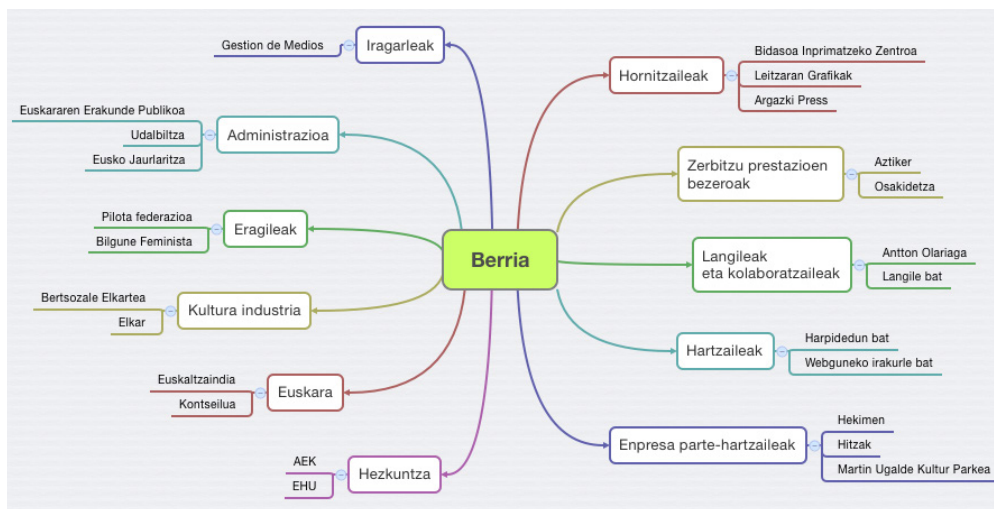 Berria
Iragarleak
Gestion de Medios
Administrazioa
Euskararen Erakunde Publikoa
Udalbiltza
Eusko Jaurlaritza
Eragileak
Pilota federazioa
Bilgune Feminista
Kultura industria
Bertsozale Elkartea
Elkar
Euskara
Euskaltzaindia
Kontseilua
Hezkuntza
AEK
EHU
Hornitzaileak
Bidasoa Inprimatzeko Zentroa
Leitzaran Grafikak
Argazki Press
Zerbitzu prestazioen
bezeroak
Aztiker
Osakidetza
Langileak
eta kolaboratzaileak
Antton Olariaga
Langile bat
Hartzaileak
Harpidedun bat
Webguneko irakurle bat
Enpresa parte-hartzaileak
Hekimen
Hitzak
Martin Ugalde Kultur Parkea